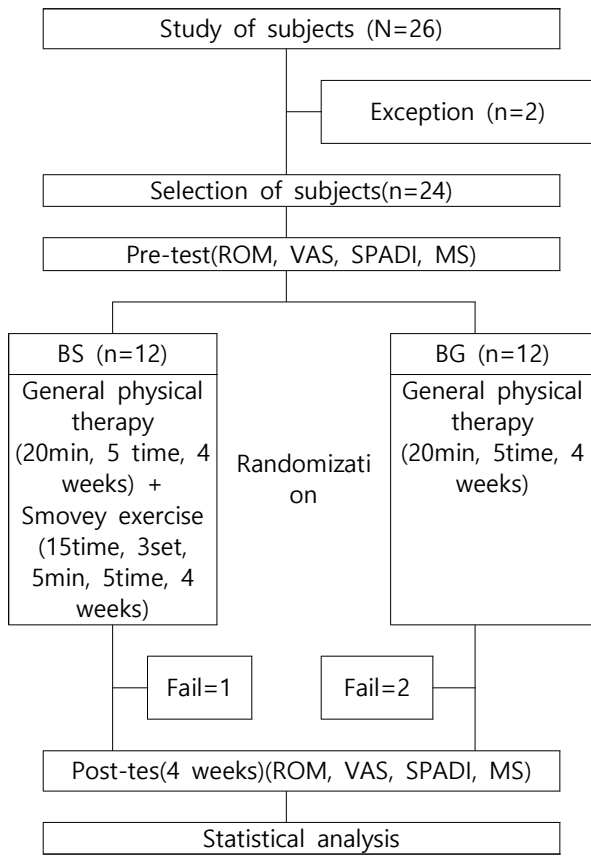 Study of subjects (N=26)
Exception (n=2)
Selection of subjects(n=24)
Pre-test(ROM, VAS, SPADI, MS)
BS (n=12)
General physical
therapy
(20min, 5 time, 4
weeks) +
Smovey exercise
(15time, 3set,
5min, 5time, 4
weeks)
Randomizati
on
BG (n=12)
General physical
therapy
(20min, 5time, 4
weeks)
Fail=1
Fail=2
Post-tes(4 weeks)(ROM, VAS, SPADI, MS)
Statistical analysis